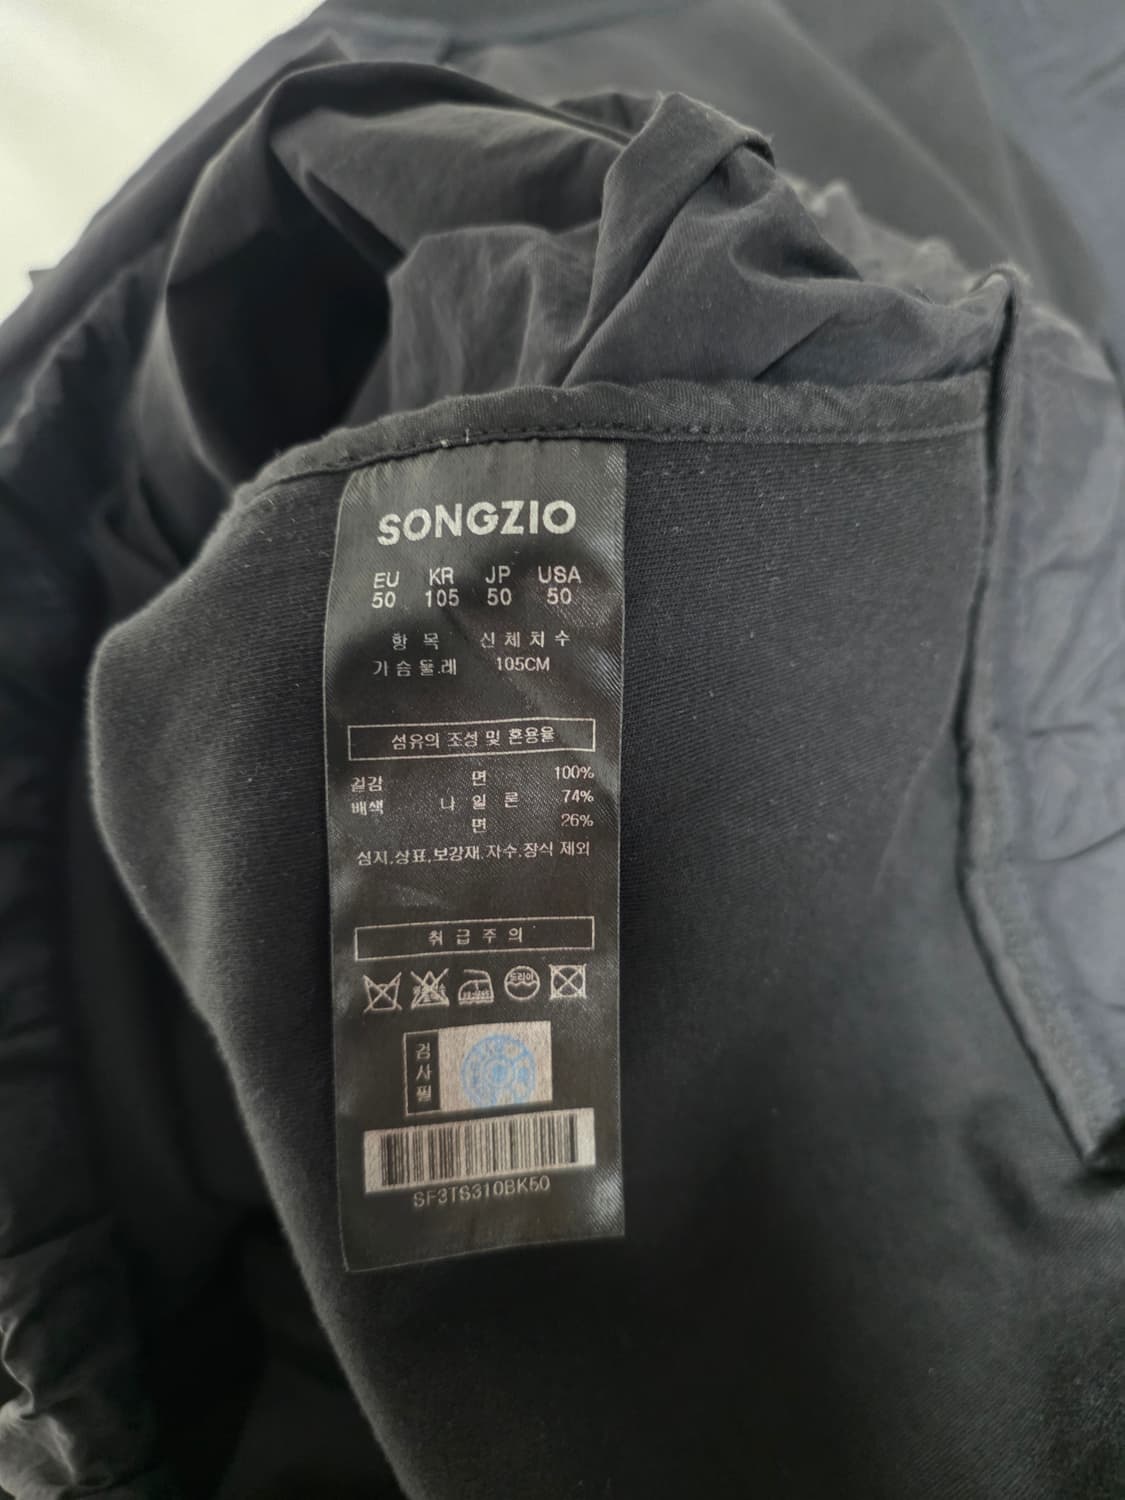 SONGZIO
EU KR JP USA
50 105 50 50
항목 신체치수
가슴둘레 105CM
섬유의 조성 및 혼용율
겉감 면 100%
배색 나일론 74%
면 26%
심지,상표,보강재,자수,장식 제외
취급주의
드라이
검사필
SF3TS310BK50